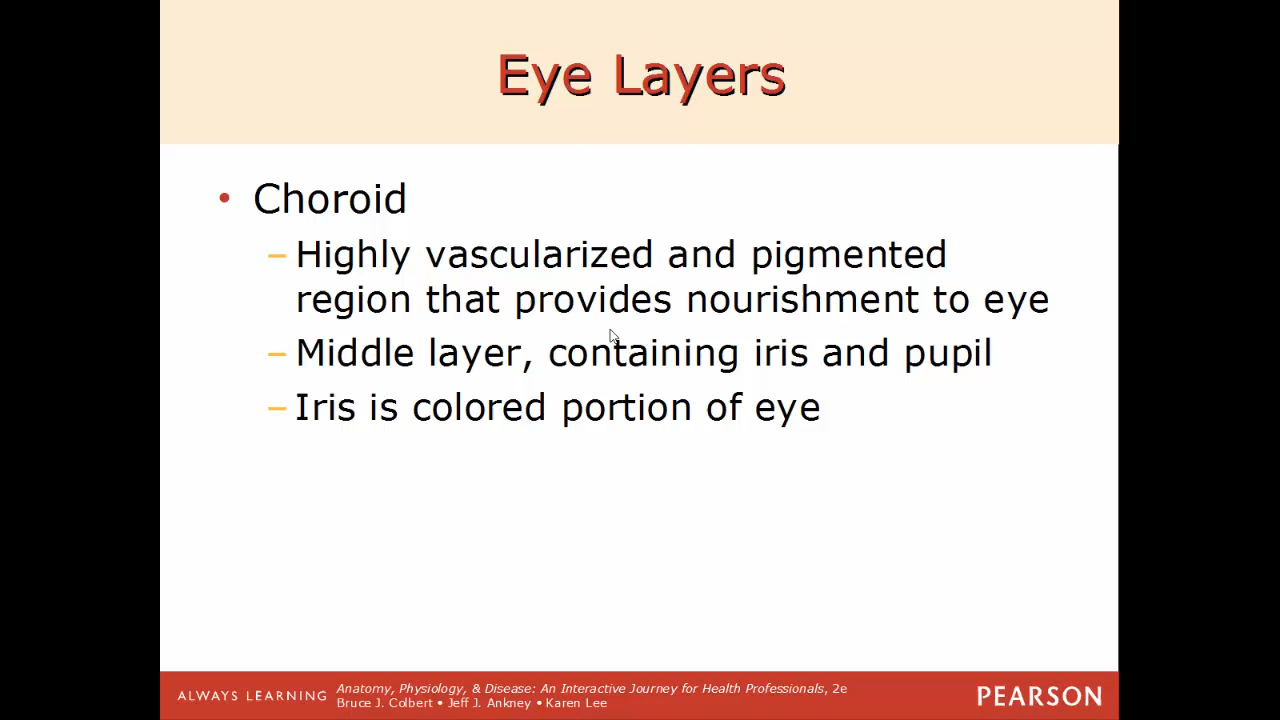 Eye Layers
• Choroid
– Highly vascularized and pigmented
region that provides nourishment to eye
– Middle layer, containing iris and pupil
– Iris is colored portion of eye
ALWAYS LEARNING
Anatomy, Physiology, & Disease: An Interactive Journey for Health Professionals, 2e
Bruce J. Colbert • Jeff J. Ankney • Karen Lee
PEARSON